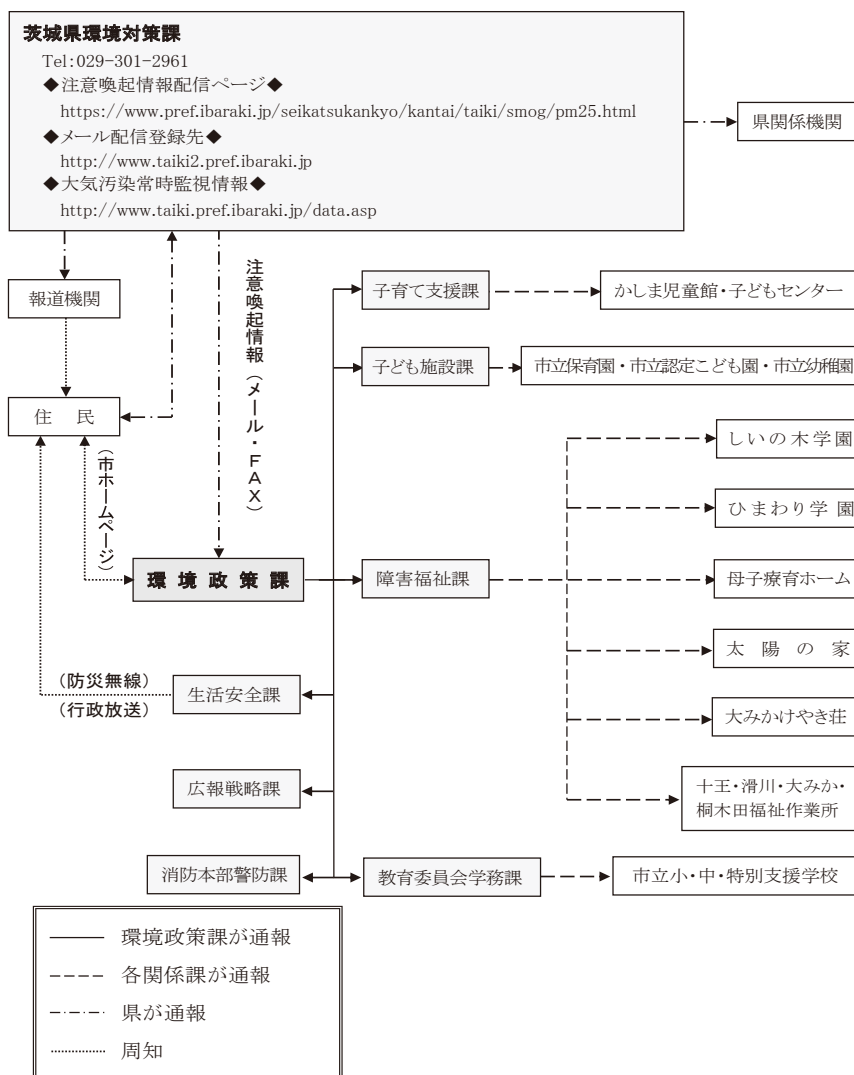 茨城県環境対策課
Tel:029-301-2961
◆注意喚起情報配信ページ◆
https://www.pref.ibaraki.jp/seikatsukankyo/kantai/taiki/smog/pm25.html
◆メール配信登録先◆
http://www.taiki2.pref.ibaraki.jp
◆大気汚染常時監視情報◆
http://www.taiki.pref.ibaraki.jp/data.asp
県関係機関
報道機関
住 民
注意喚起情報(メール・FAX)
(市ホームページ)
環 境 政 策 課
子育て支援課
かしま児童館・子どもセンター
子ども施設課
市立保育園・市立認定こども園・市立幼稚園
障害福祉課
しいの木学園
ひまわり学園
母子療育ホーム
太 陽 の 家
大みかけやき荘
十王・滑川・大みか・
桐木田福祉作業所
(防災無線)
(行政放送)
生活安全課
広報戦略課
消防本部警防課
教育委員会学務課
市立小・中・特別支援学校
環境政策課が通報
各関係課が通報
県が通報
周知